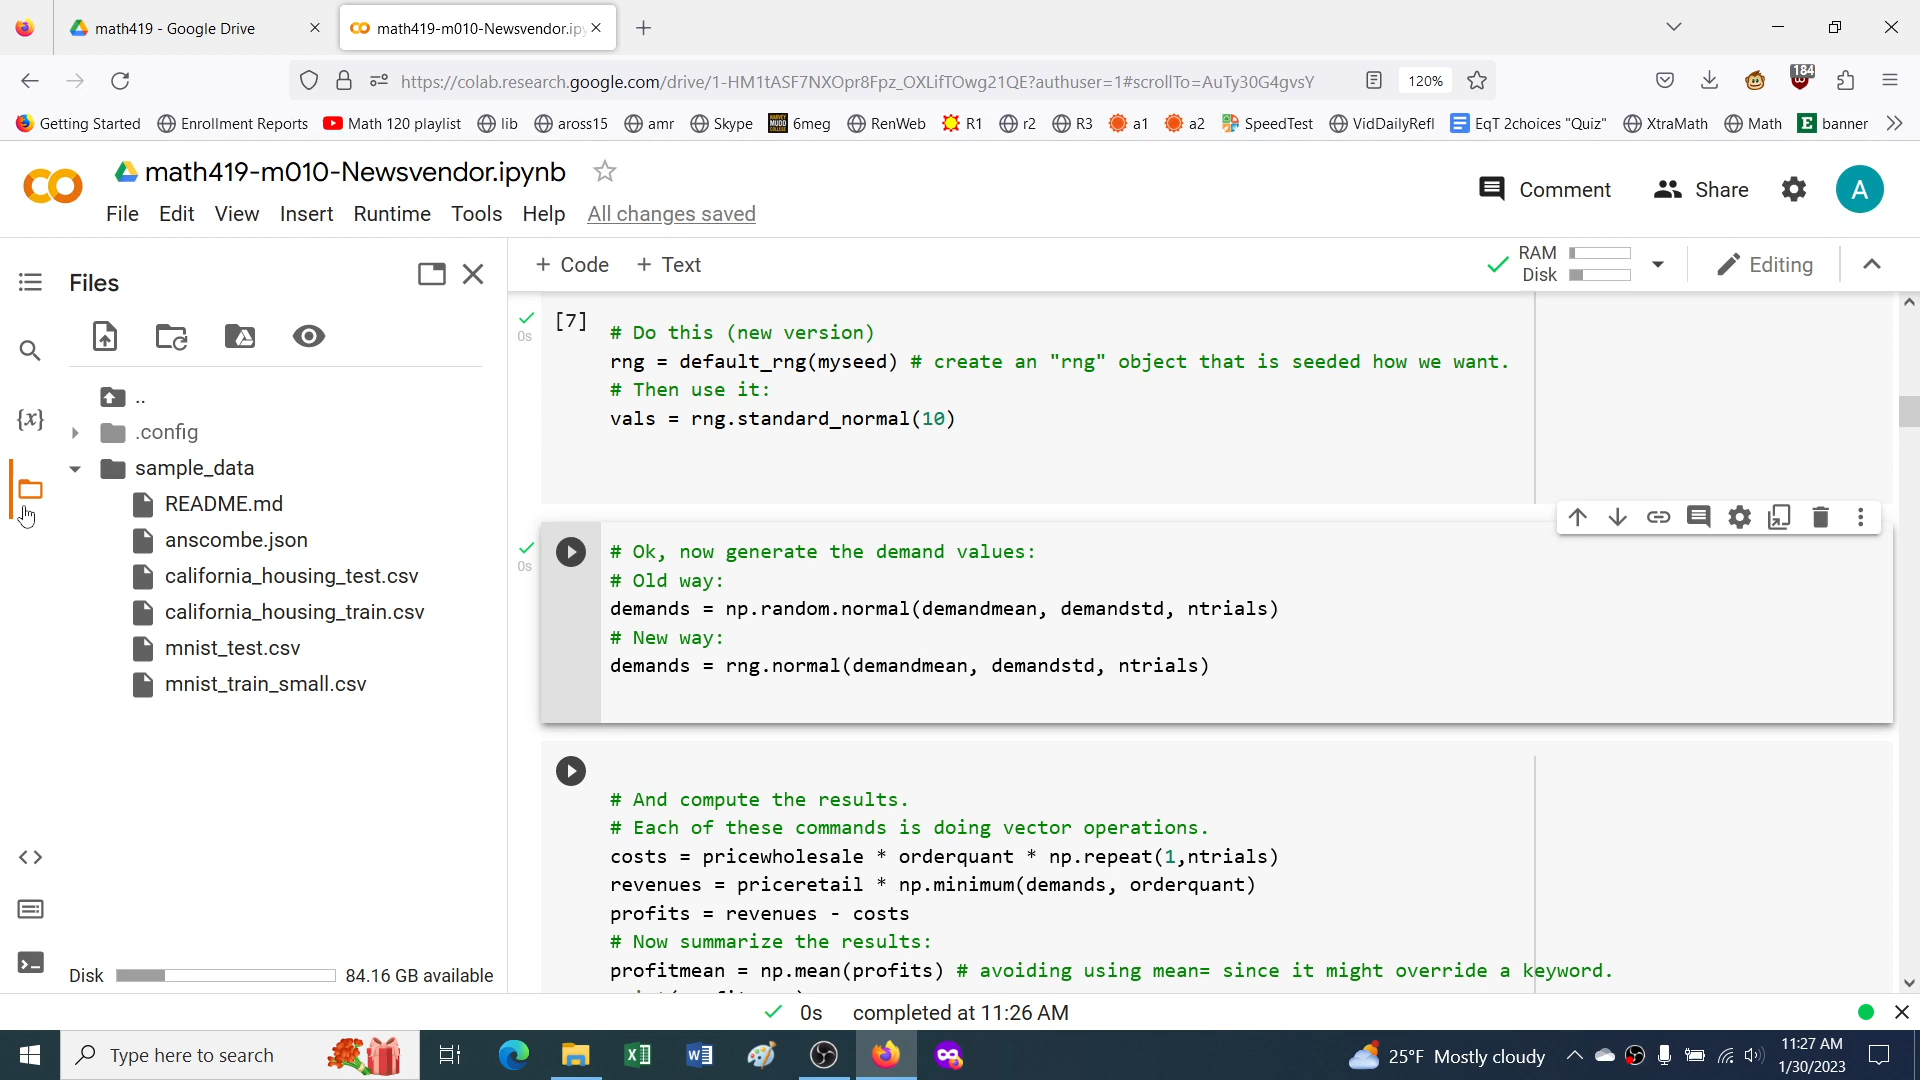 math419 - Google Drive
math419-m010-Newsvendor.ipy
https://colab.research.google.com/drive/1-HM1tASF7NXOpr8Fpz_OXLifTOwg21QE?authuser=1#scrollTo=AuTy30G4gvsY
120%
184
Getting Started
Enrollment Reports
Math 120 playlist
lib
aross15
amr
Skype
6meg
RenWeb
R1
r2
R3
a1
a2
SpeedTest
VidDailyRefl
EqT 2choices "Quiz"
XtraMath
Math
banner
math419-m010-Newsvendor.ipynb
Comment
Share
A
File Edit View Insert Runtime Tools Help All changes saved
Files
+ Code + Text
RAM
Disk
Editing
..
.config
sample_data
README.md
anscombe.json
california_housing_test.csv
california_housing_train.csv
mnist_test.csv
mnist_train_small.csv
Disk 84.16 GB available
{x}
0s
[7]
# Do this (new version)
rng = default_rng(myseed) # create an "rng" object that is seeded how we want.
# Then use it:
vals = rng.standard_normal(10)
0s
# Ok, now generate the demand values:
# Old way:
demands = np.random.normal(demandmean, demandstd, ntrials)
# New way:
demands = rng.normal(demandmean, demandstd, ntrials)
# And compute the results.
# Each of these commands is doing vector operations.
costs = pricewholesale * orderquant * np.repeat(1,ntrials)
revenues = priceretail * np.minimum(demands, orderquant)
profits = revenues - costs
# Now summarize the results:
profitmean = np.mean(profits) # avoiding using mean= since it might override a keyword.
0s completed at 11:26 AM
Type here to search
25°F Mostly cloudy
11:27 AM
1/30/2023